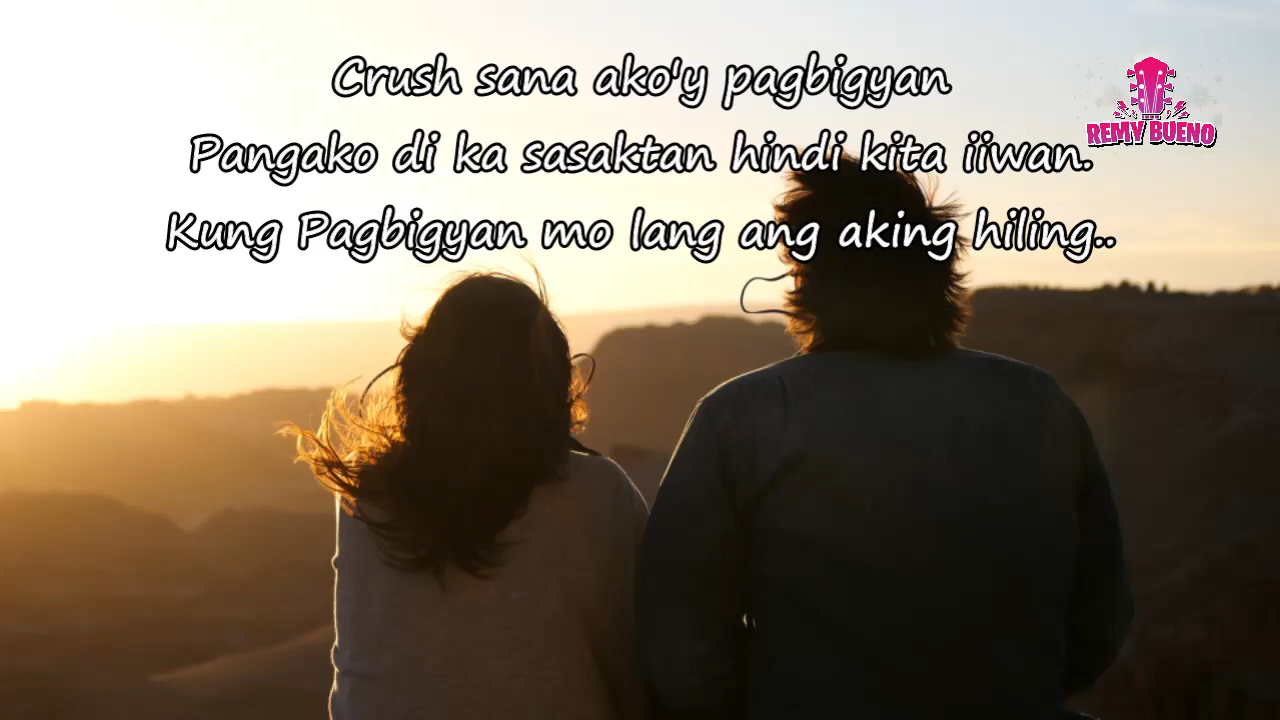 Crush sana ako'y pagbigyan
REMY BUENO
Pangako di ka sasaktan hindi kita iiwan.
Kung Pagbigyan mo lang ang aking hiling..